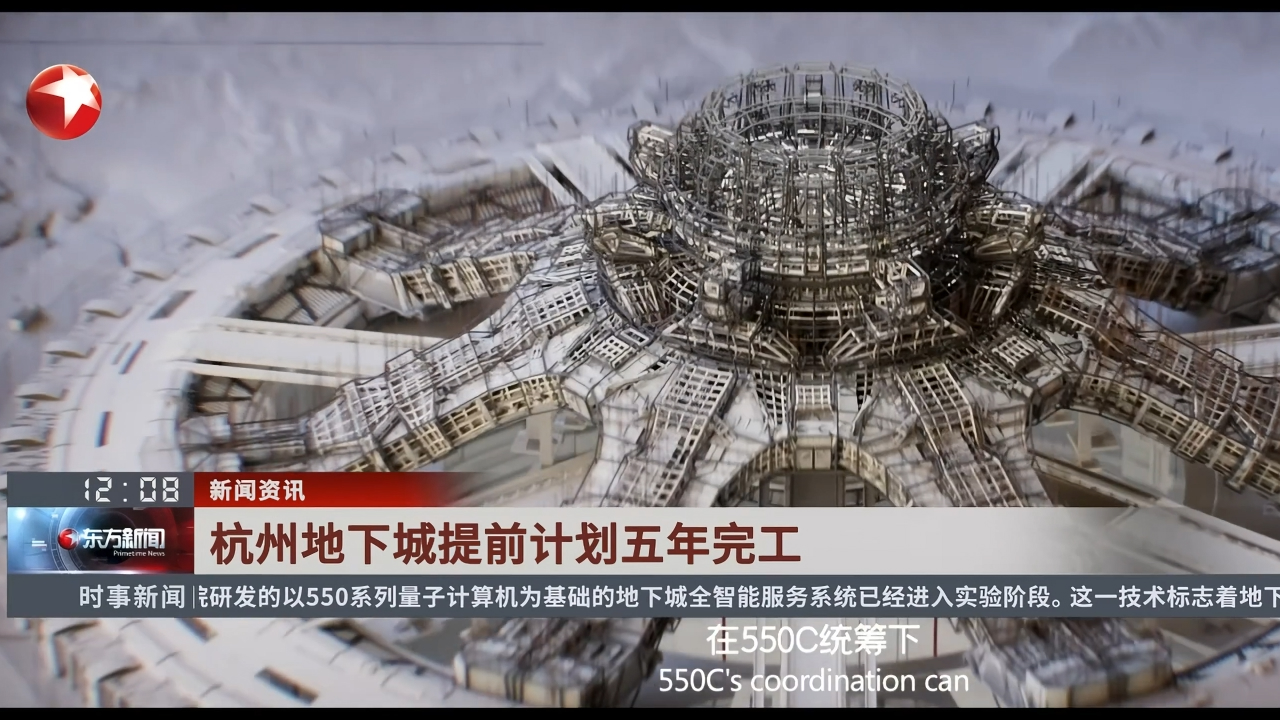 12:08
新闻资讯
东方新闻
Primetime News
杭州地下城提前计划五年完工
时事新闻
院研发的以550系列量子计算机为基础的地下城全智能服务系统已经进入实验阶段。这一技术标志着地下
在550C统筹下
550C's coordination can